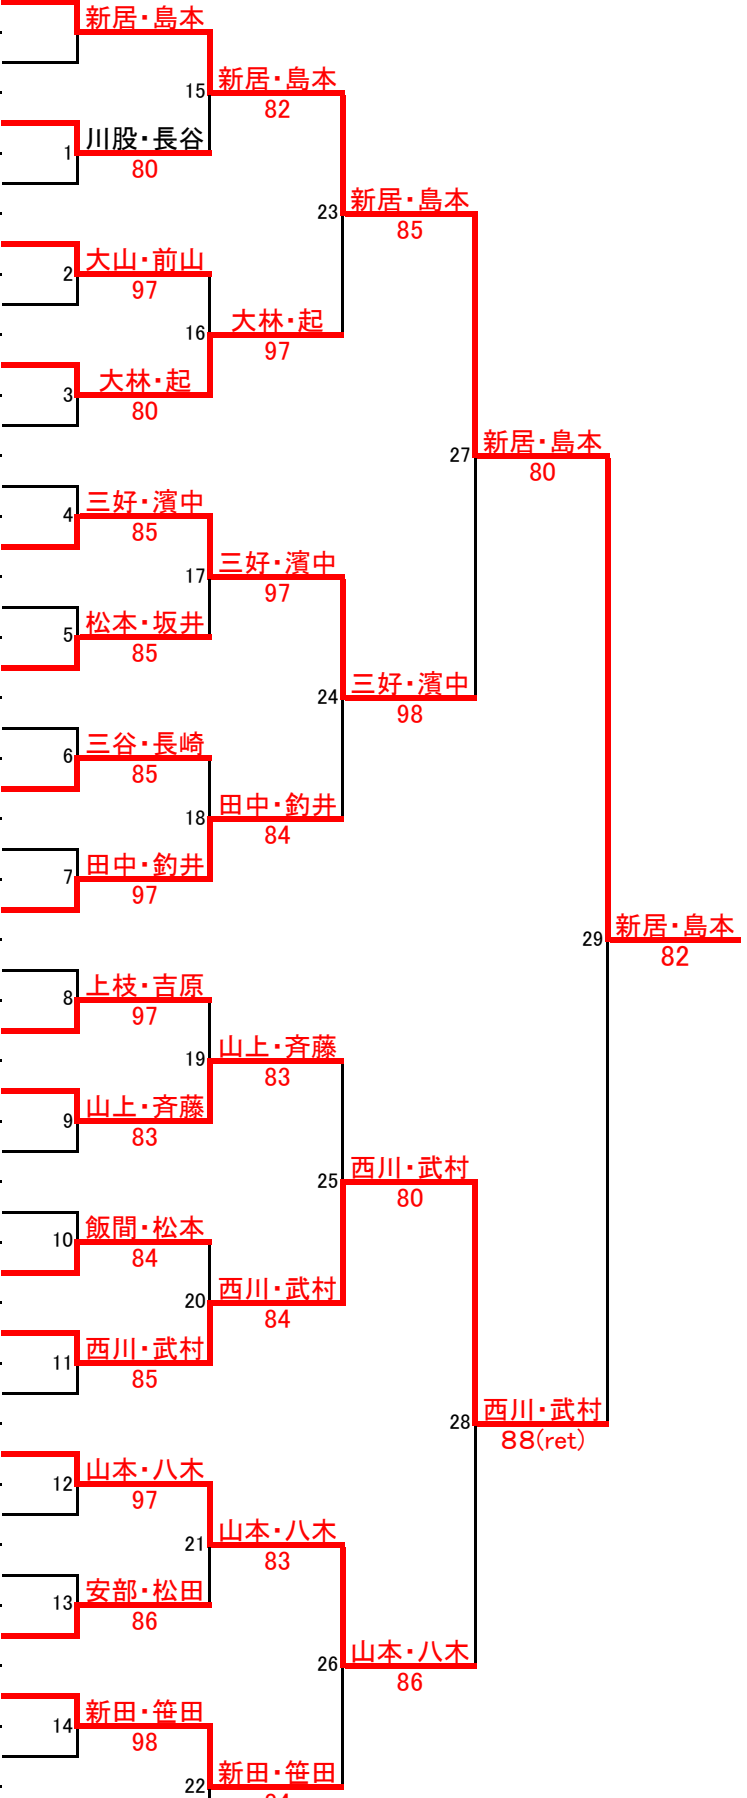 新居・島本
15 新居・島本
82
川股・長谷
1
80
23 新居・島本
85
大山・前山
2
97
16 大林・起
97
大林・起
3
80
27 新居・島本
80
三好・濱中
4
85
17 三好・濱中
97
松本・坂井
5
85
24 三好・濱中
98
三谷・長崎
6
85
18 田中・釣井
84
田中・釣井
7
97
29 新居・島本
82
上枝・吉原
8
97
19 山上・斉藤
83
山上・斉藤
9
83
25 西川・武村
80
飯間・松本
10
84
20 西川・武村
84
西川・武村
11
85
28 西川・武村
88(ret)
山本・八木
12
97
21 山本・八木
83
安部・松田
13
86
26 山本・八木
86
新田・笹田
14
98
22 新田・笹田